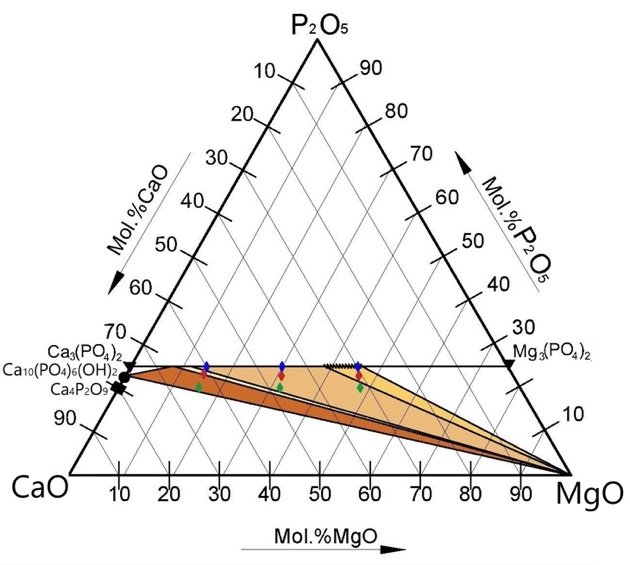 P₂O₅
10
90
20
80
30
70
Mol.%CaO
40
60
Mol.%P₂O₅
50
50
60
40
70
30
Ca₃(PO₄)₂
Mg₃(PO₄)₂
Ca₁₀(PO4)₆(OH)₂
Ca₄P₂O₉
90
10
CaO
10 20 30 40 50 60 70 80 90
MgO
Mol.%MgO